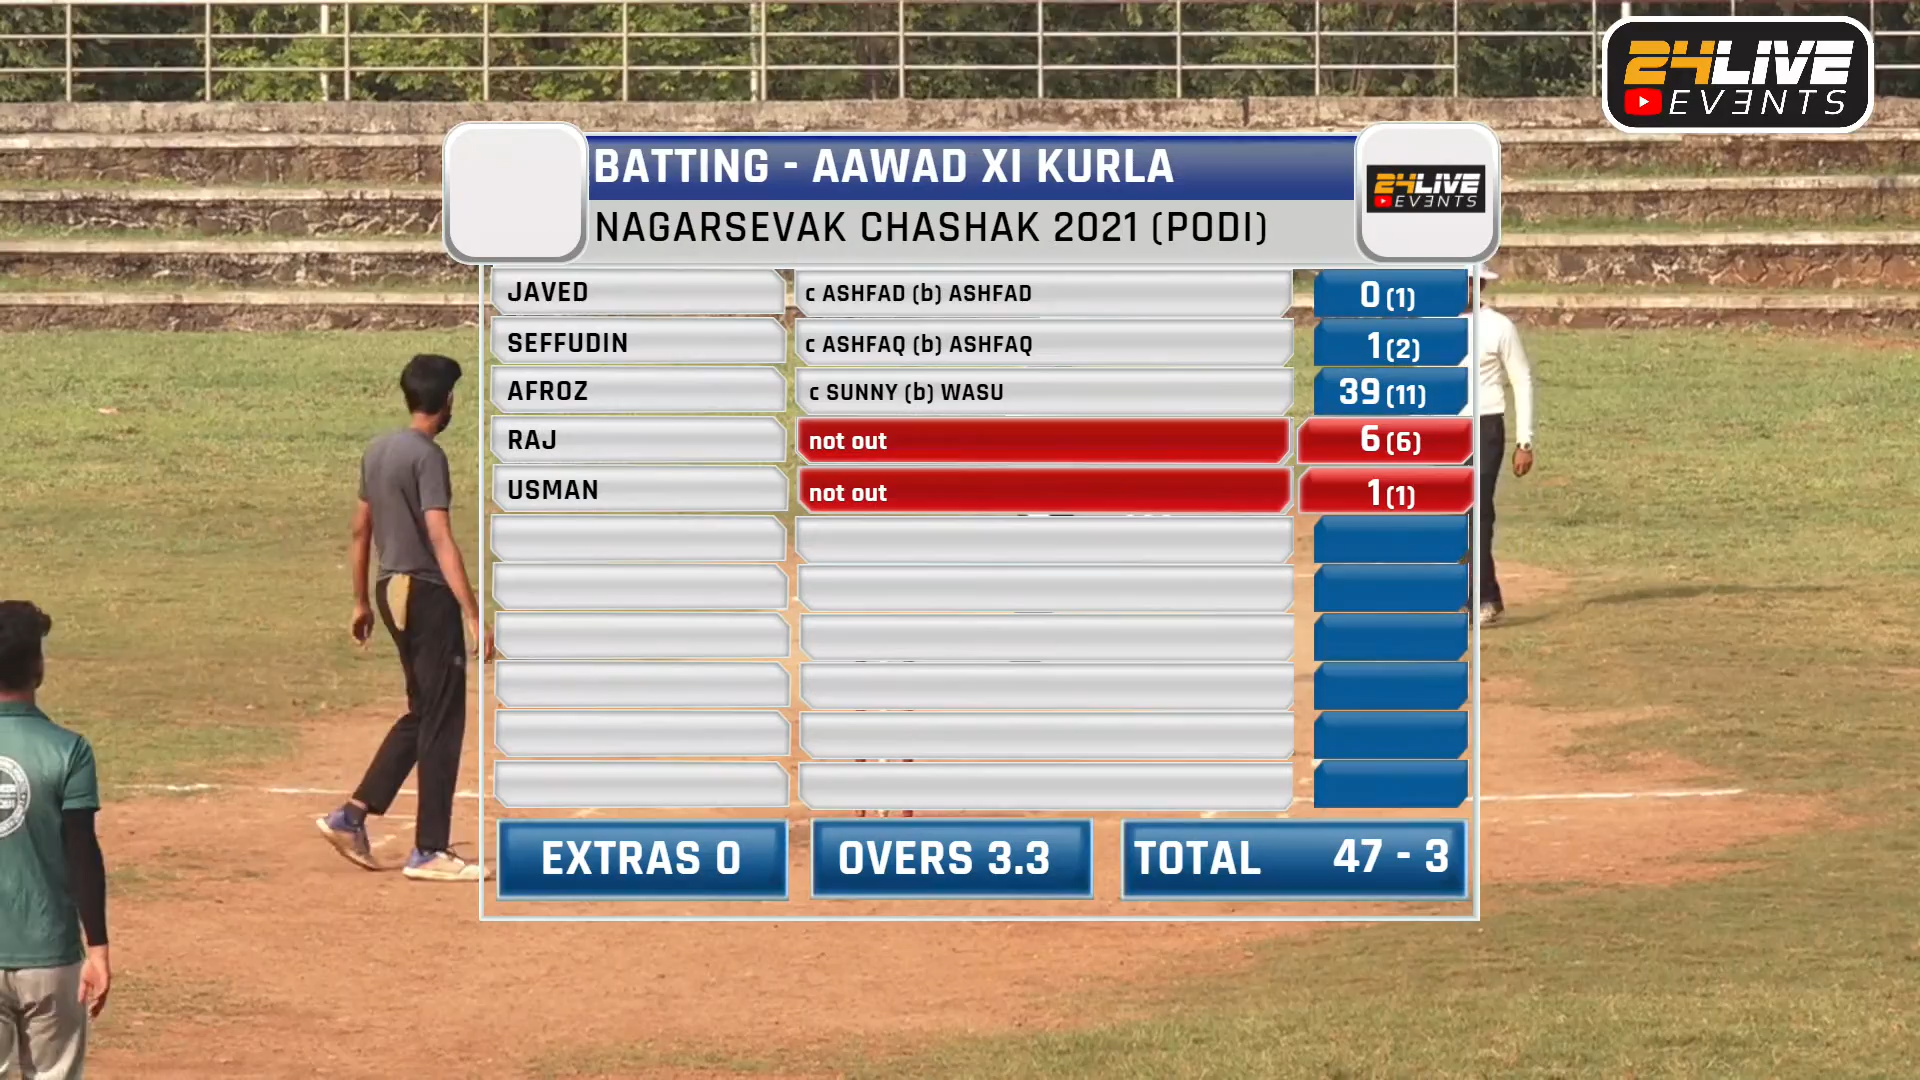 24LIVE
EVENTS
BATTING - AAWAD XI KURLA
NAGARSEVAK CHASHAK 2021 (PODI)
24LIVE
EVENTS
JAVED c ASHFAD (b) ASHFAD 0 (1)
SEFFUDIN c ASHFAQ (b) ASHFAQ 1 (2)
AFROZ c SUNNY (b) WASU 39 (11)
RAJ not out 6 (6)
USMAN not out 1 (1)
EXTRAS 0 OVERS 3.3 TOTAL 47 - 3